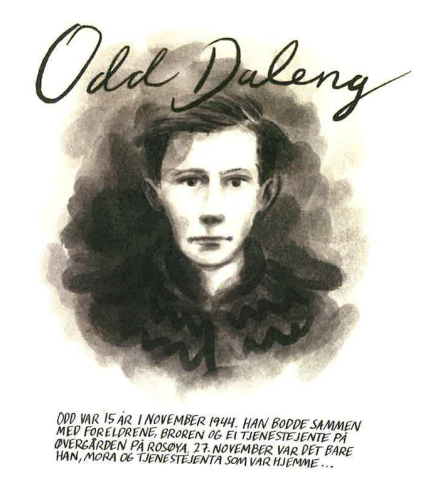 Odd Daleng
ODD VAR 15 ÅR I NOVEMBER 1944. HAN BODDE SAMMEN
MED FORELDRENE, BROREN OG EI TJENESTEJENTE PÅ
ØVERGÅRDEN PÅ ROSØYA. 27. NOVEMBER VAR DET BARE
HAN, MORA OG TJENESTEJENTA SOM VAR HJEMME...